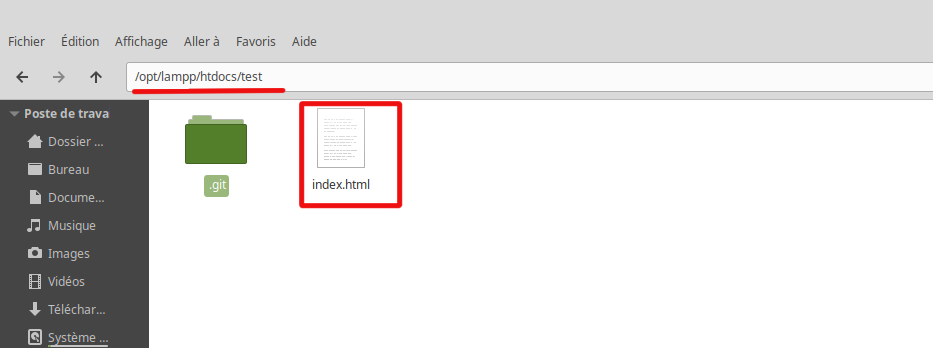 Fichier Édition Affichage Aller à Favoris Aide
/opt/lampp/htdocs/test
Poste de trava
Dossier ...
Bureau
Docume...
Musique
Images
Vidéos
Téléchar...
Système ...
.git
index.html